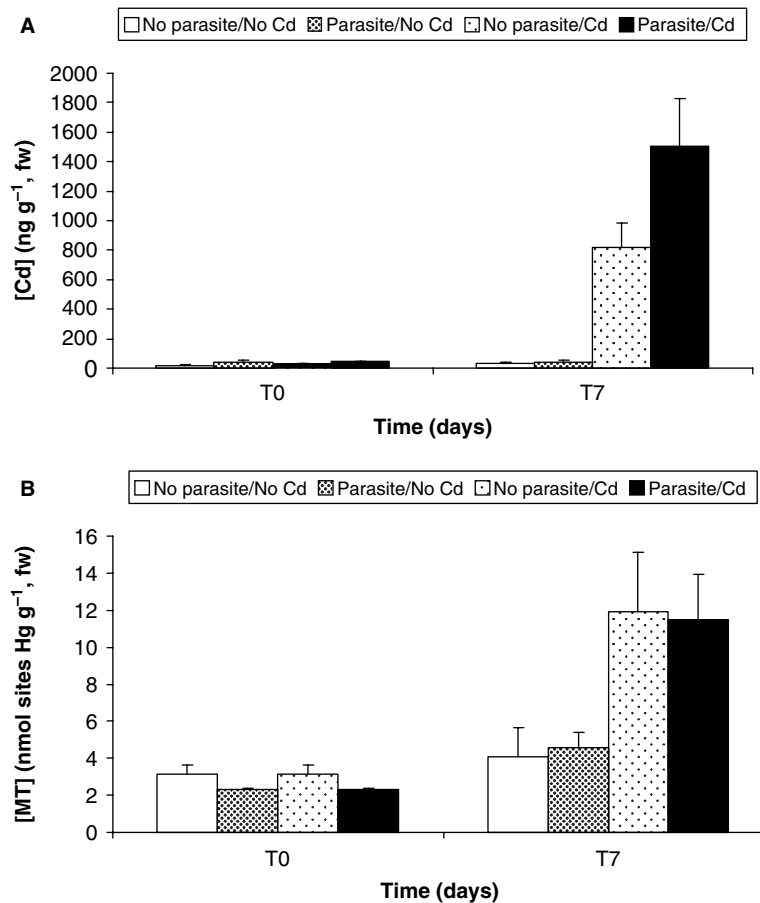 A
No parasite/No Cd Parasite/No Cd No parasite/Cd Parasite/Cd
2000
1800
1600
1400
1200
1000
800
600
400
200
0
[Cd] (ng g⁻¹, fw)
T0 T7
Time (days)
B
No parasite/No Cd Parasite/No Cd No parasite/Cd Parasite/Cd
16
14
12
10
8
6
4
2
0
[MT] (nmol sites Hg g⁻¹, fw)
T0 T7
Time (days)